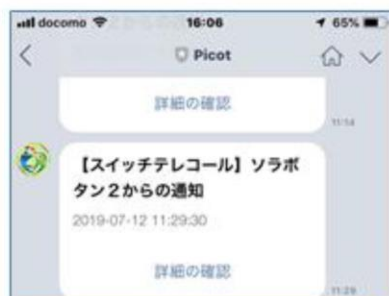 docomo 16:06 65%
Picot
詳細の確認
11:14
【スイッチテレコール】ソラボ
タン2からの通知
2019-07-12 11:29:30
詳細の確認
11:29